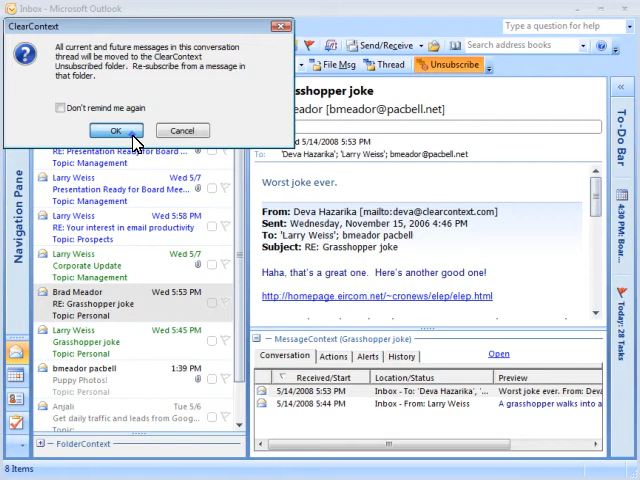 Inbox - Microsoft Outlook
Type a question for help
ClearContext
All current and future messages in this conversation
thread will be moved to the ClearContext
Unsubscribed folder. Re-subscribe from a message in
that folder.
Don't remind me again
OK
Cancel
Send/Receive
Search address books
File Msg
Thread
Unsubscribe
sshopper joke
eador [bmeador@pacbell.net]
d 5/14/2008 5:53 PM
To: 'Deva Hazarika'; 'Larry Weiss'; bmeador@pacbell.net
Worst joke ever.
From: Deva Hazarika [mailto:deva@clearcontext.com]
Sent: Wednesday, November 15, 2006 4:46 PM
To: 'Larry Weiss'; bmeador pacbell
Subject: RE: Grasshopper joke
Haha, that's a great one. Here's another good one!
http://homepage.eircom.net/~cronews/elep/elep.html
Navigation Pane
RE: Presentation Ready for Board ...
Topic: Management
Larry Weiss Wed 5/7
Presentation Ready for Board Mee...
Topic: Management
Larry Weiss Wed 5:58 PM
RE: Your interest in email productivity
Topic: Prospects
Larry Weiss Wed 5/7
Corporate Update
Topic: Management
Brad Meador Wed 5:53 PM
RE: Grasshopper joke
Topic: Personal
Larry Weiss Wed 5:45 PM
Grasshopper joke
Topic: Personal
bmeador pacbell 1:39 PM
Puppy Photos!
Topic: Personal
Anjali Tue 5/6
Get daily traffic and leads from Goog...
FolderContext
MessageContext (Grasshopper joke)
Conversation
Actions
Alerts
History
Open
Received/Start Location/Status Preview
5/14/2008 5:53 PM Inbox - To: 'Deva Hazarika', '... Worst joke ever. From: Deva
5/14/2008 5:44 PM Inbox - From: Larry Weiss A grasshopper walks into a
To-Do Bar
4:30 PM: Boar...
Today: 28 Tasks
8 Items